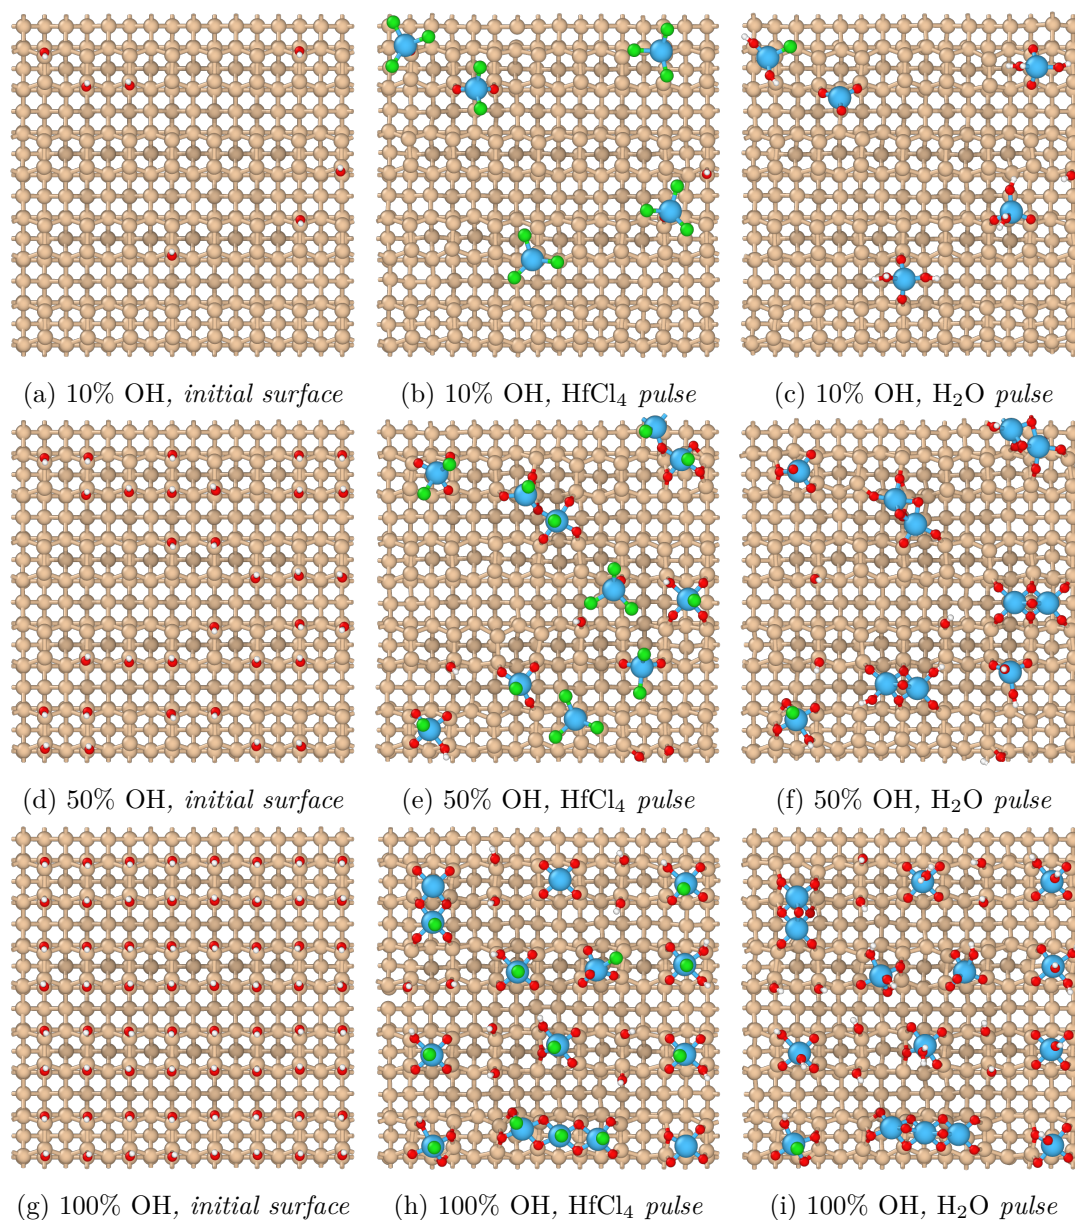 (a) 10% OH, initial surface
(b) 10% OH, HfCl₄ pulse
(c) 10% OH, H₂O pulse
(d) 50% OH, initial surface
(e) 50% OH, HfCl₄ pulse
(f) 50% OH, H₂O pulse
(g) 100% OH, initial surface
(h) 100% OH, HfCl₄ pulse
(i) 100% OH, H₂O pulse